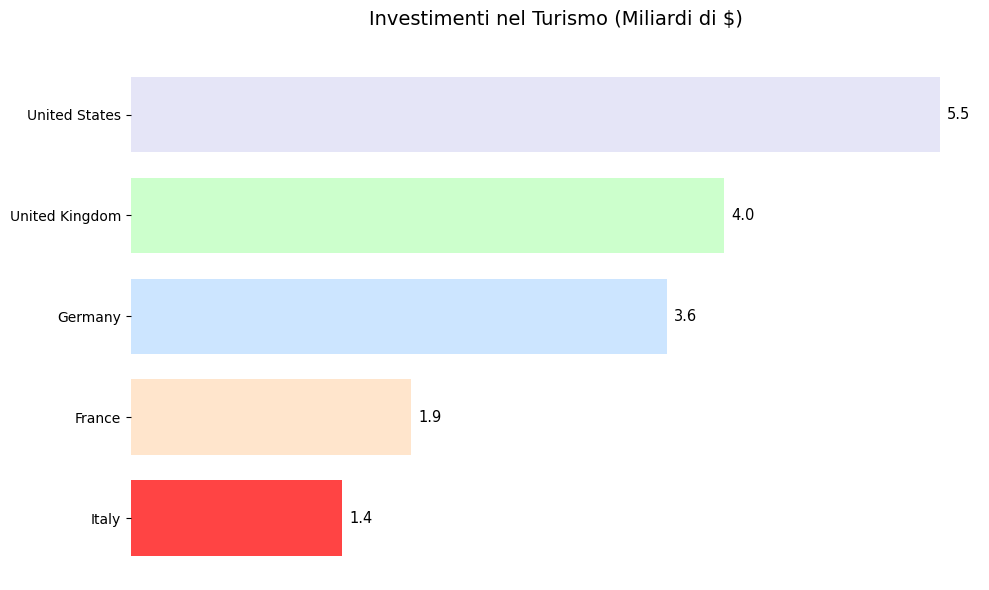 Investimenti nel Turismo (Miliardi di $)
United States 5.5
United Kingdom 4.0
Germany 3.6
France 1.9
Italy 1.4